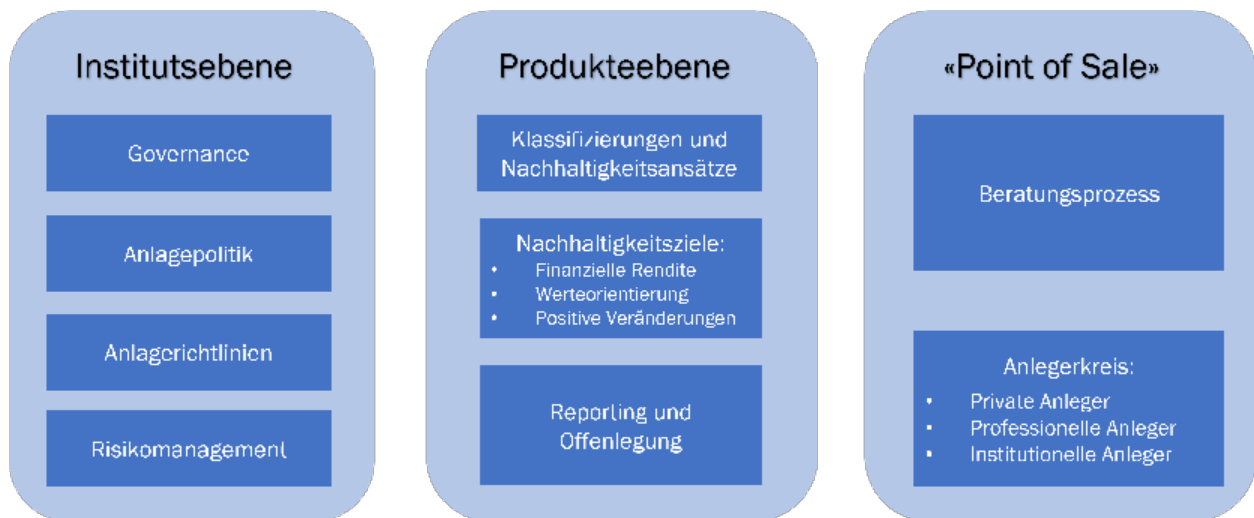 Institutsebene
Governance
Anlagepolitik
Anlagerichtlinien
Risikomanagement
Produkteebene
Klassifizierungen und
Nachhaltigkeitsansätze
Nachhaltigkeitsziele:
• Finanzielle Rendite
• Werteorientierung
• Positive Veränderungen
Reporting und
Offenlegung
«Point of Sale»
Beratungsprozess
Anlegerkreis:
• Private Anleger
• Professionelle Anleger
• Institutionelle Anleger